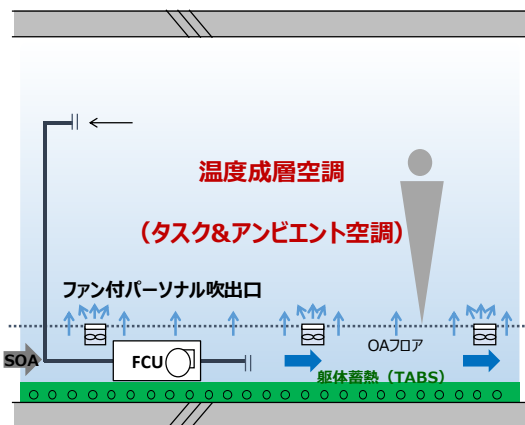 温度成層空調
（タスク&アンビエント空調）
ファン付パーソナル吹出口
OAフロア
SOA
FCU
躯体蓄熱（TABS）